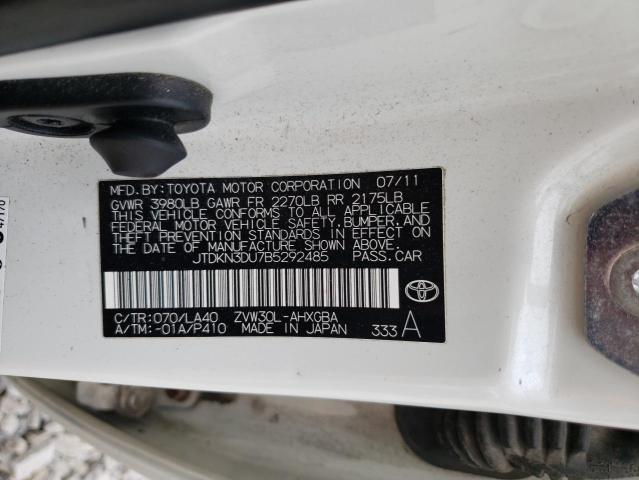 MFD. BY: TOYOTA MOTOR CORPORATION 07/11
GVWR 3980LB GAWR FR 2270LB RR 2175LB
THIS VEHICLE CONFORMS TO ALL APPLICABLE
FEDERAL MOTOR VEHICLE SAFETY, BUMPER, AND
THEFT PREVENTION STANDARDS IN EFFECT ON
THE DATE OF MANUFACTURE SHOWN ABOVE.
JTDKN3DU7B5292485 PASS. CAR
C/TR: 070/LA40 ZVW30L-AHXGBA
A/TM: -01A/P410 MADE IN JAPAN 333 A
TOYOTA